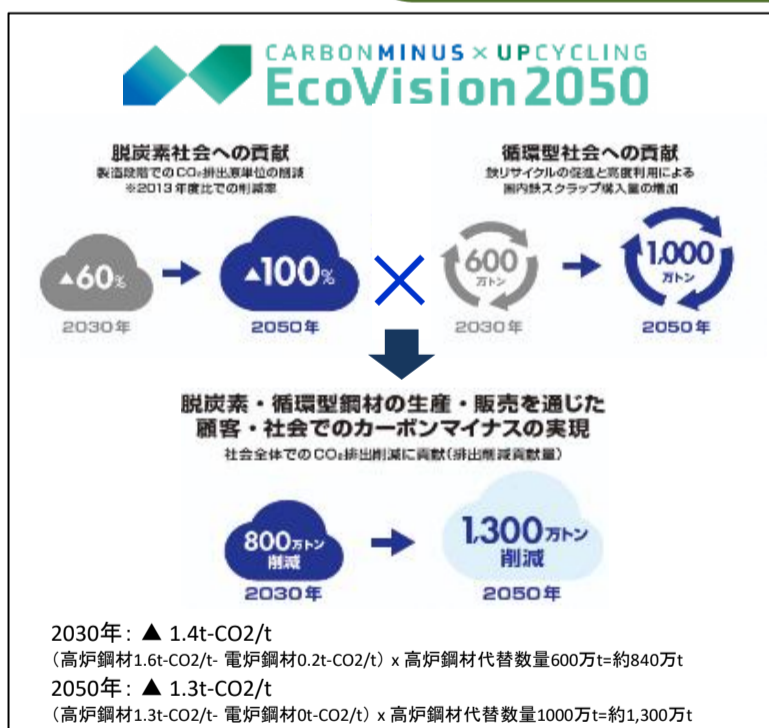 CARBONMINUS × UPCYCLING
EcoVision2050
脱炭素社会への貢献
製造段階でのCO₂排出原単位の削減
※2013年度比での削減率
▲60%
2030年
▲100%
2050年
循環型社会への貢献
鉄リサイクルの促進と高度利用による
国内鉄スクラップ購入量の増加
600
万トン
2030年
1,000
万トン
2050年
脱炭素・循環型鋼材の生産・販売を通じた
顧客・社会でのカーボンマイナスの実現
社会全体でのCO₂排出削減に貢献(排出削減貢献量)
800万トン
削減
2030年
1,300万トン
削減
2050年
2030年: ▲ 1.4t-CO2/t
(高炉鋼材1.6t-CO2/t- 電炉鋼材0.2t-CO2/t) x 高炉鋼材代替数量600万t=約840万t
2050年: ▲ 1.3t-CO2/t
(高炉鋼材1.3t-CO2/t- 電炉鋼材0t-CO2/t) x 高炉鋼材代替数量1000万t=約1,300万t